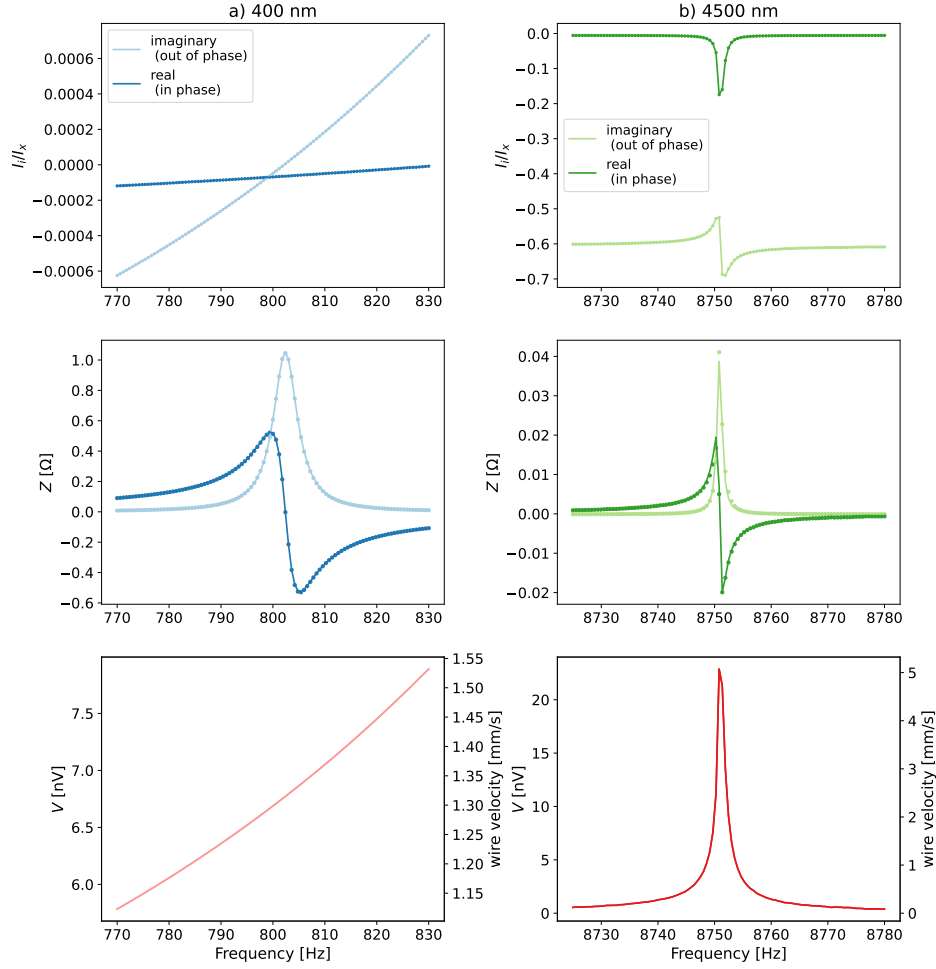 a) 400 nm
b) 4500 nm
0.0006
0.0004
0.0002
0.0000
−0.0002
−0.0004
−0.0006
I_i/I_x
imaginary
(out of phase)
real
(in phase)
770 780 790 800 810 820 830
0.0
−0.1
−0.2
−0.3
−0.4
−0.5
−0.6
−0.7
I_i/I_x
imaginary
(out of phase)
real
(in phase)
8730 8740 8750 8760 8770 8780
1.0
0.8
0.6
0.4
0.2
0.0
−0.2
−0.4
−0.6
Z [Ω]
770 780 790 800 810 820 830
0.04
0.03
0.02
0.01
0.00
−0.01
−0.02
Z [Ω]
8730 8740 8750 8760 8770 8780
7.5
7.0
6.5
6.0
V [nV]
1.55
1.50
1.45
1.40
1.35
1.30
1.25
1.20
1.15
wire velocity [mm/s]
770 780 790 800 810 820 830
Frequency [Hz]
20
15
10
5
0
V [nV]
5
4
3
2
1
0
wire velocity [mm/s]
8730 8740 8750 8760 8770 8780
Frequency [Hz]